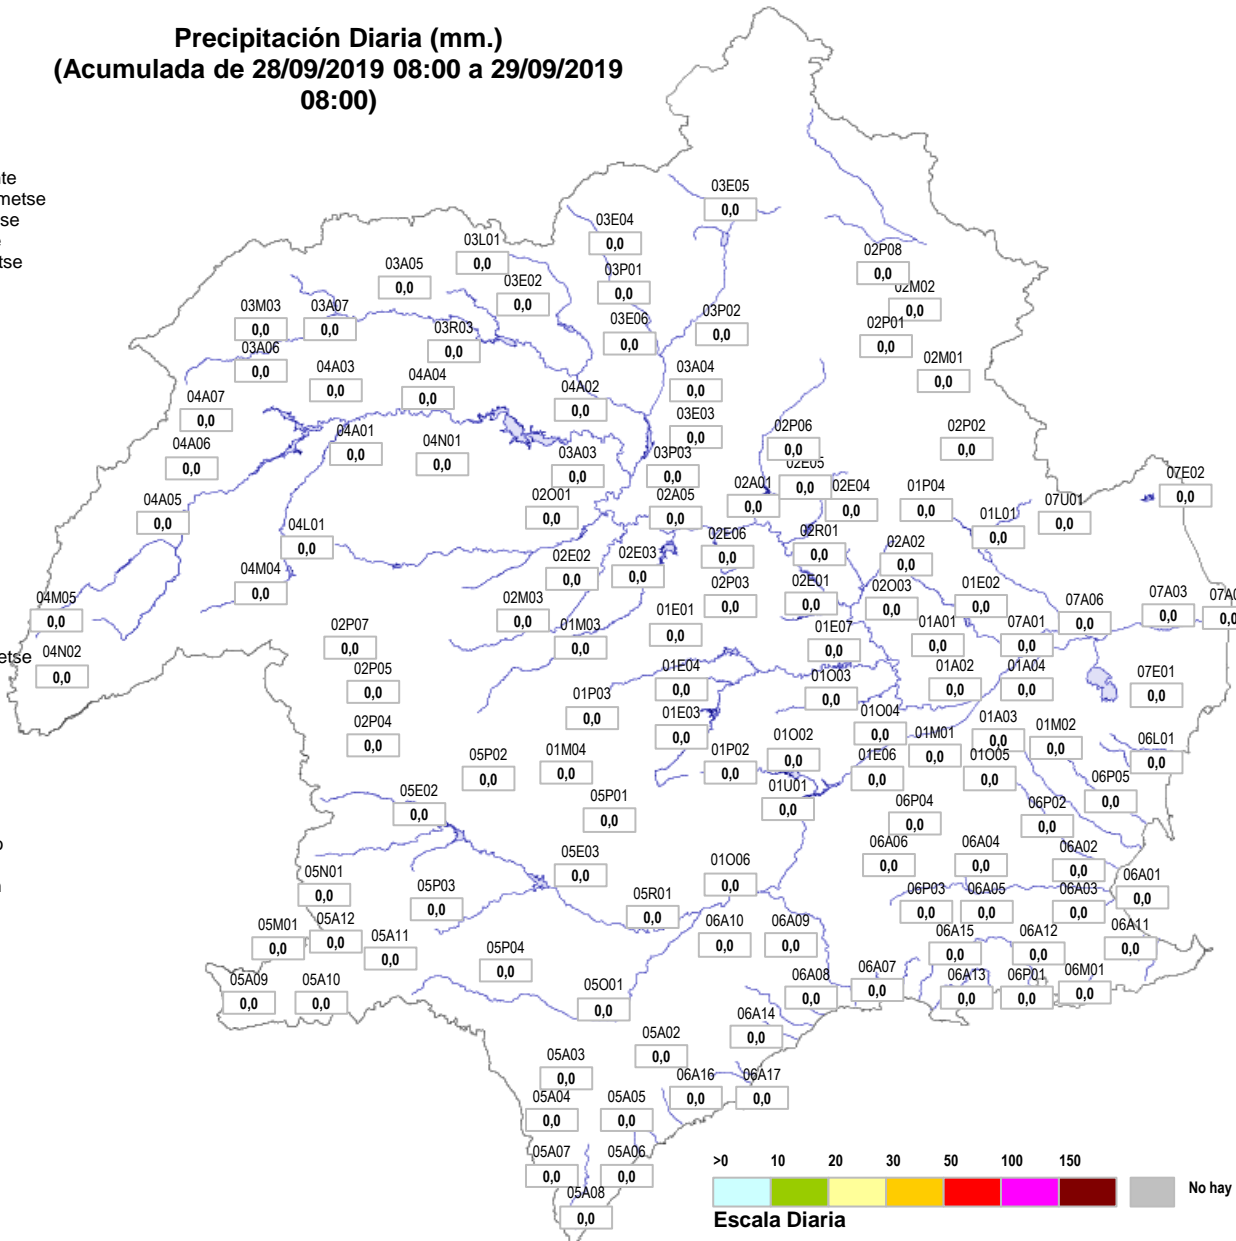 Precipitación Diaria (mm.)
(Acumulada de 28/09/2019 08:00 a 29/09/2019
08:00)
03E05
0,0
03E04
0,0
03L01
0,0
02P08
0,0
03A05
0,0
03P01
0,0
03E02
0,0
02M02
0,0
03M03
0,0
03A07
0,0
03E06
0,0
03P02
0,0
03R03
0,0
02P01
0,0
03A06
0,0
04A03
0,0
04A04
0,0
03A04
0,0
02M01
0,0
04A07
0,0
04A02
0,0
03E03
0,0
04A01
0,0
02P06
0,0
02P02
0,0
04A06
0,0
04N01
0,0
03A03
0,0
03P03
0,0
02E05
0,0
07E02
0,0
04A05
0,0
02O01
0,0
02A05
0,0
02A01
0,0
02E04
0,0
01P04
0,0
07U01
0,0
01L01
0,0
04L01
0,0
02E06
0,0
02R01
0,0
02A02
0,0
02E02
0,0
02E03
0,0
04M04
0,0
04M05
0,0
02M03
0,0
02P03
0,0
02E01
0,0
02O03
0,0
01E02
0,0
07A06
0,0
07A03
0,0
0,0
02P07
0,0
01M03
0,0
01E01
0,0
01E07
0,0
01A01
0,0
07A01
0,0
etse
04N02
0,0
02P05
0,0
01E04
0,0
01O03
0,0
01A02
0,0
01A04
0,0
07E01
0,0
01P03
0,0
02P04
0,0
01E03
0,0
01O04
0,0
01M01
0,0
01A03
0,0
01M02
0,0
05P02
0,0
01M04
0,0
01P02
0,0
01O02
0,0
01E06
0,0
01O05
0,0
06L01
0,0
05E02
0,0
05P01
0,0
01U01
0,0
06P04
0,0
06P02
0,0
06P05
0,0
05E03
0,0
01O06
0,0
06A06
0,0
06A04
0,0
06A02
0,0
05N01
0,0
05P03
0,0
05R01
0,0
06P03
0,0
06A05
0,0
06A03
0,0
06A01
0,0
05M01
0,0
05A12
0,0
05A11
0,0
05P04
0,0
06A10
0,0
06A09
0,0
06A15
0,0
06A12
0,0
06A11
0,0
05A09
0,0
05A10
0,0
05O01
0,0
06A08
0,0
06A07
0,0
06A13
0,0
06P01
0,0
06M01
0,0
05A02
0,0
06A14
0,0
05A03
0,0
06A16
0,0
06A17
0,0
05A04
0,0
05A05
0,0
05A07
0,0
05A06
0,0
05A08
0,0
>0 10 20 30 50 100 150
No hay
Escala Diaria